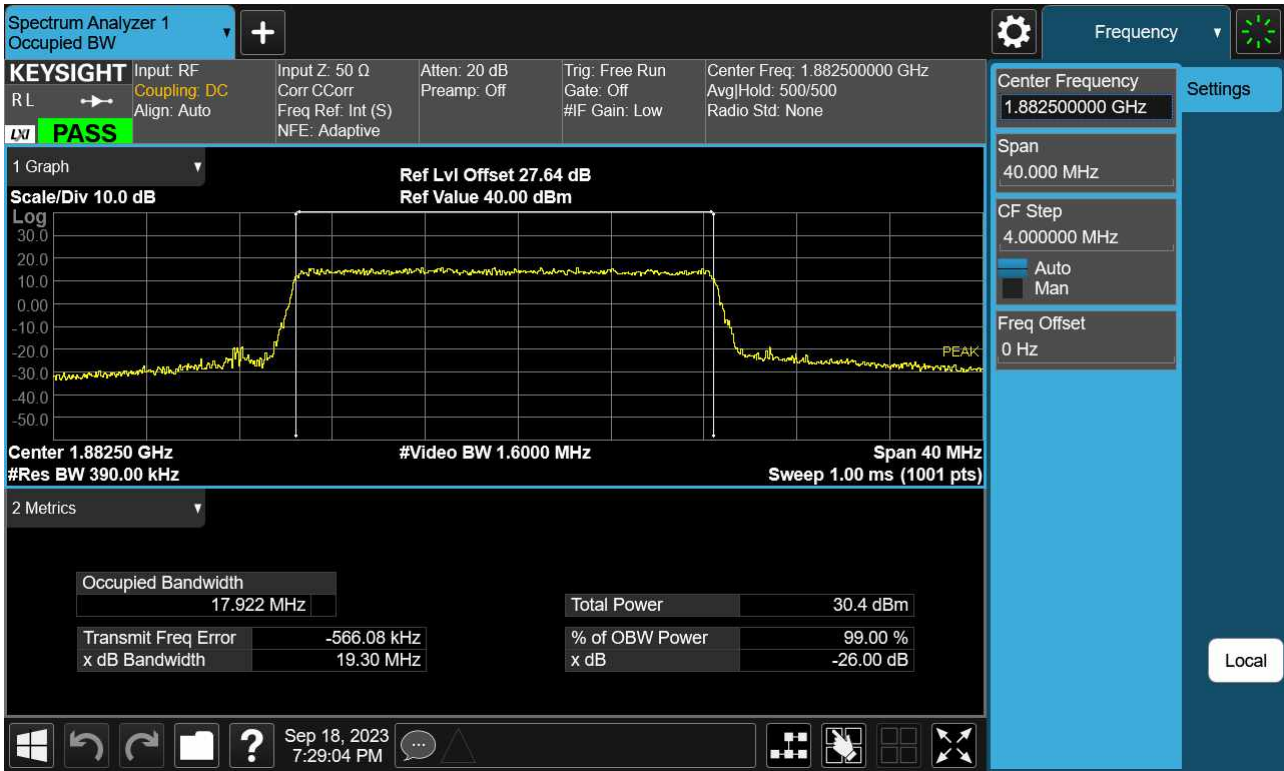 Spectrum Analyzer 1
Occupied BW
▼
+
Frequency ▼
KEYSIGHT
R L
LXI PASS
Input: RF
Coupling: DC
Align: Auto
Input Z: 50 Ω
Corr CCorr
Freq Ref: Int (S)
NFE: Adaptive
Atten: 20 dB
Preamp: Off
Trig: Free Run
Gate: Off
#IF Gain: Low
Center Freq: 1.882500000 GHz
Avg|Hold: 500/500
Radio Std: None
Center Frequency
1.882500000 GHz
Settings
Span
40.000 MHz
CF Step
4.000000 MHz
Auto
Man
Freq Offset
0 Hz
1 Graph ▼
Ref Lvl Offset 27.64 dB
Scale/Div 10.0 dB Ref Value 40.00 dBm
Log
30.0
20.0
10.0
0.00
-10.0
-20.0
PEAK
-30.0
-40.0
-50.0
Center 1.88250 GHz #Video BW 1.6000 MHz Span 40 MHz
#Res BW 390.00 kHz Sweep 1.00 ms (1001 pts)
2 Metrics ▼
Occupied Bandwidth
17.922 MHz
Total Power 30.4 dBm
Transmit Freq Error -566.08 kHz % of OBW Power 99.00 %
x dB Bandwidth 19.30 MHz x dB -26.00 dB
Local
?
Sep 18, 2023
7:29:04 PM